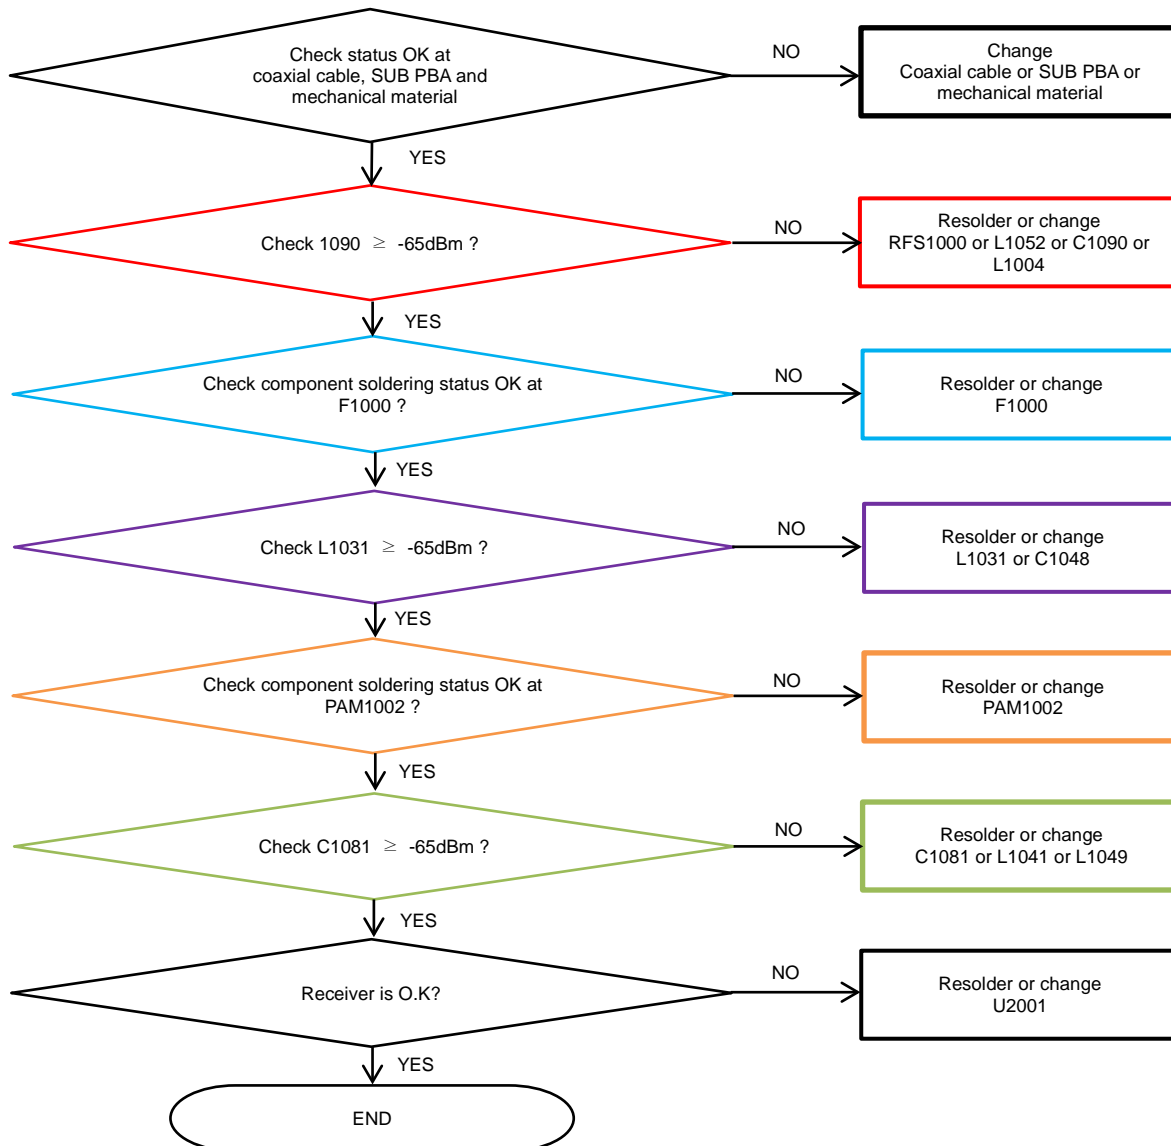 Check status OK at
coaxial cable, SUB PBA and
mechanical material
NO
Change
Coaxial cable or SUB PBA or
mechanical material
YES
Check 1090 ≥ -65dBm ?
NO
Resolder or change
RFS1000 or L1052 or C1090 or
L1004
YES
Check component soldering status OK at
F1000 ?
NO
Resolder or change
F1000
YES
Check L1031 ≥ -65dBm ?
NO
Resolder or change
L1031 or C1048
YES
Check component soldering status OK at
PAM1002 ?
NO
Resolder or change
PAM1002
YES
Check C1081 ≥ -65dBm ?
NO
Resolder or change
C1081 or L1041 or L1049
YES
Receiver is O.K?
NO
Resolder or change
U2001
YES
END